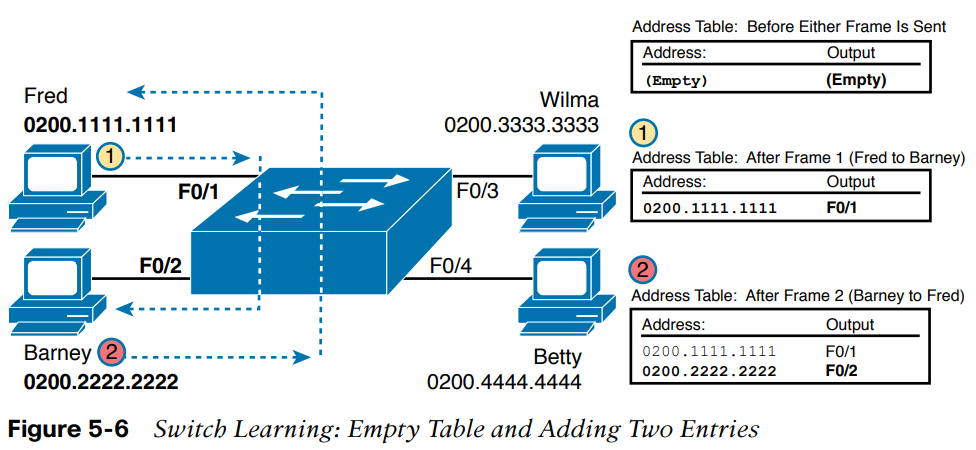 Fred
0200.1111.1111
1
F0/1
F0/2
Barney 2
0200.2222.2222
Wilma
0200.3333.3333
F0/3
F0/4
Betty
0200.4444.4444
Address Table: Before Either Frame Is Sent
Address: Output
(Empty) (Empty)
1
Address Table: After Frame 1 (Fred to Barney)
Address: Output
0200.1111.1111 F0/1
2
Address Table: After Frame 2 (Barney to Fred)
Address: Output
0200.1111.1111 F0/1
0200.2222.2222 F0/2
Figure 5-6 Switch Learning: Empty Table and Adding Two Entries